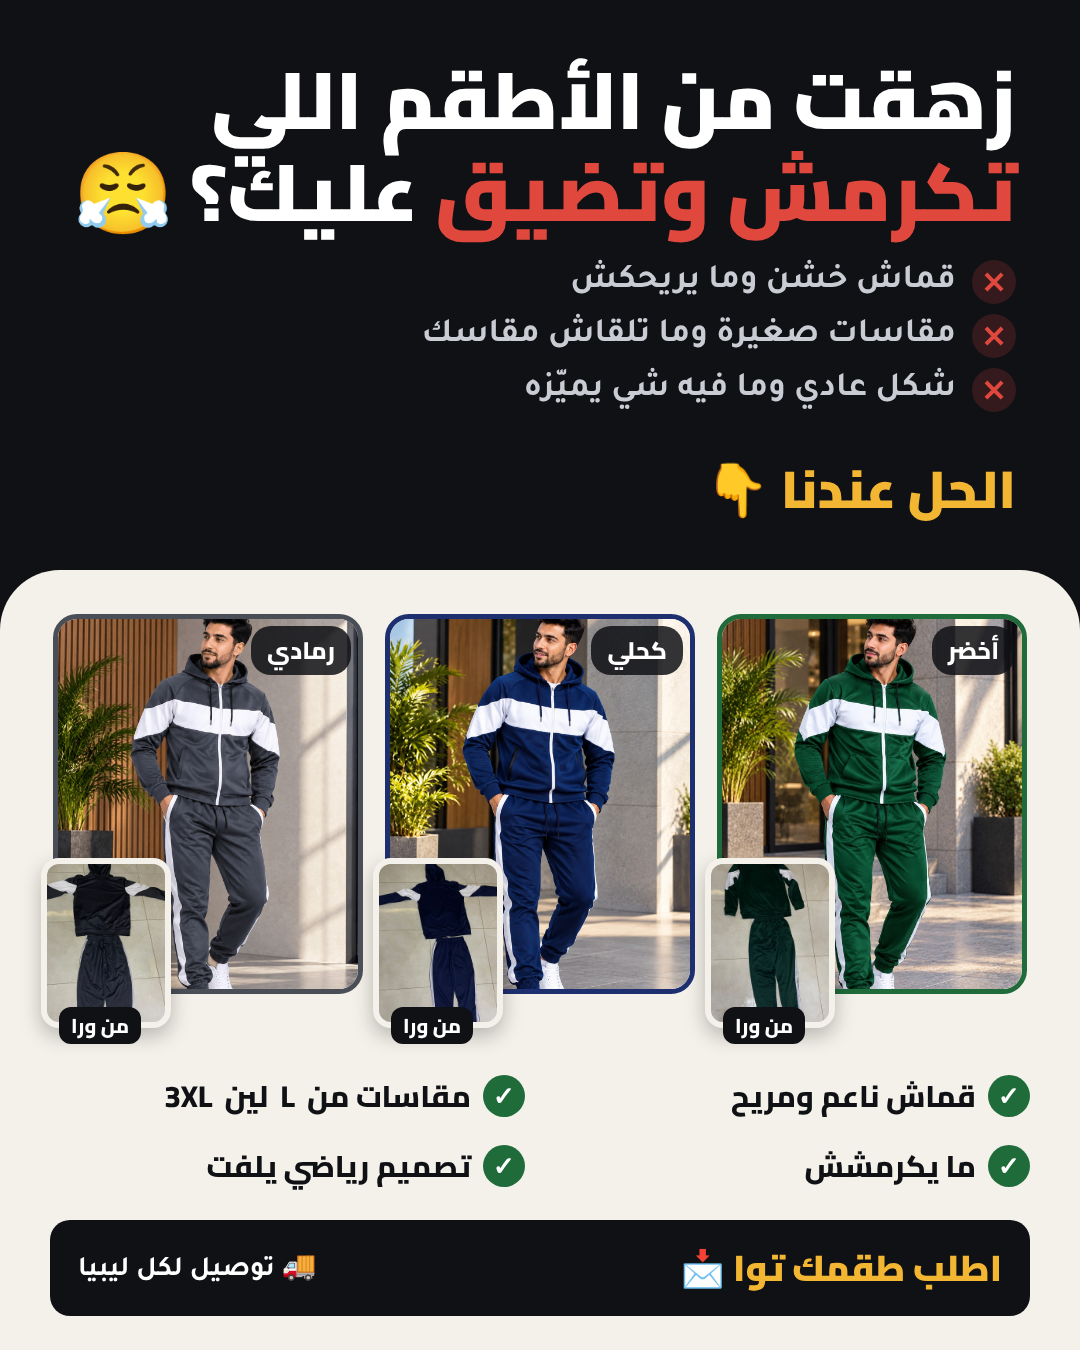 زهقت من الأطقم اللي
تكرمش وتضيق عليك؟ 😤
قماش خشن وما يريحكش
مقاسات صغيرة وما تلقاش مقاسك
شكل عادي وما فيه شي يميّزه
الحل عندنا 👇
أخضر
كحلي
رمادي
من ورا
من ورا
من ورا
قماش ناعم ومريح
مقاسات من L لين 3XL
ما يكرمشش
تصميم رياضي يلفت
اطلب طقمك توا 📩
🚚 توصيل لكل ليبيا